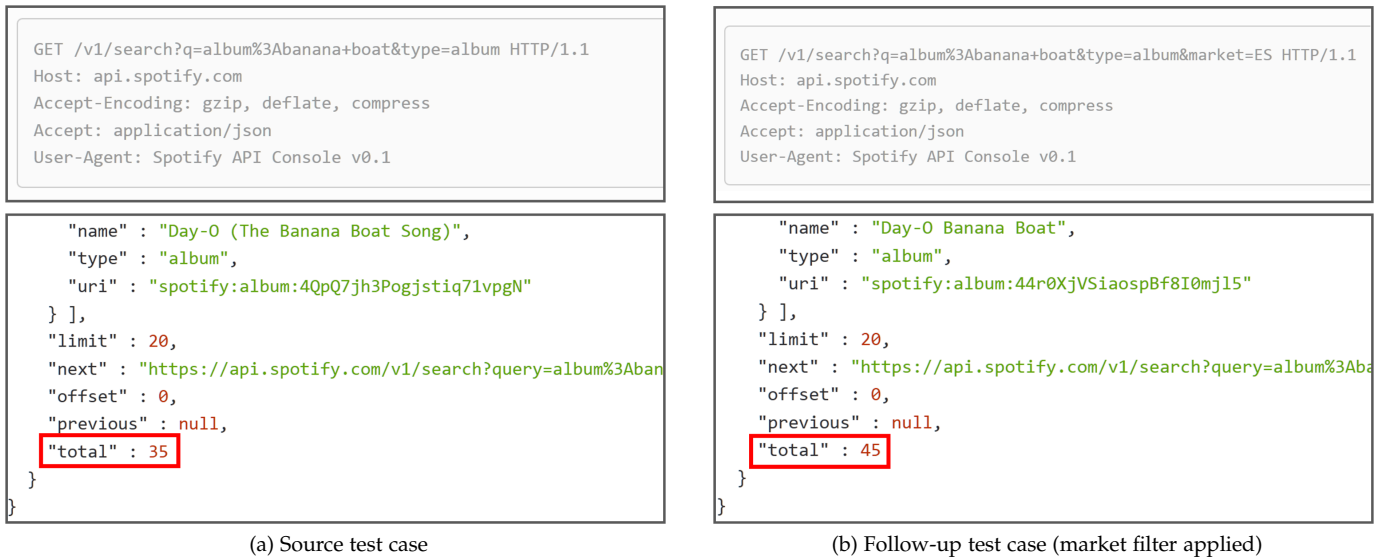 GET /v1/search?q=album%3Abanana+boat&type=album HTTP/1.1
Host: api.spotify.com
Accept-Encoding: gzip, deflate, compress
Accept: application/json
User-Agent: Spotify API Console v0.1
"name" : "Day-O (The Banana Boat Song)",
"type" : "album",
"uri" : "spotify:album:4QpQ7jh3Pogjstiq71vpgN"
} ],
"limit" : 20,
"next" : "https://api.spotify.com/v1/search?query=album%3Aban
"offset" : 0,
"previous" : null,
"total" : 35
}
}
(a) Source test case
GET /v1/search?q=album%3Abanana+boat&type=album&market=ES HTTP/1.1
Host: api.spotify.com
Accept-Encoding: gzip, deflate, compress
Accept: application/json
User-Agent: Spotify API Console v0.1
"name" : "Day-O Banana Boat",
"type" : "album",
"uri" : "spotify:album:44r0XjVSiaospBf8I0mjl5"
} ],
"limit" : 20,
"next" : "https://api.spotify.com/v1/search?query=album%3Aba
"offset" : 0,
"previous" : null,
"total" : 45
}
}
(b) Follow-up test case (market filter applied)